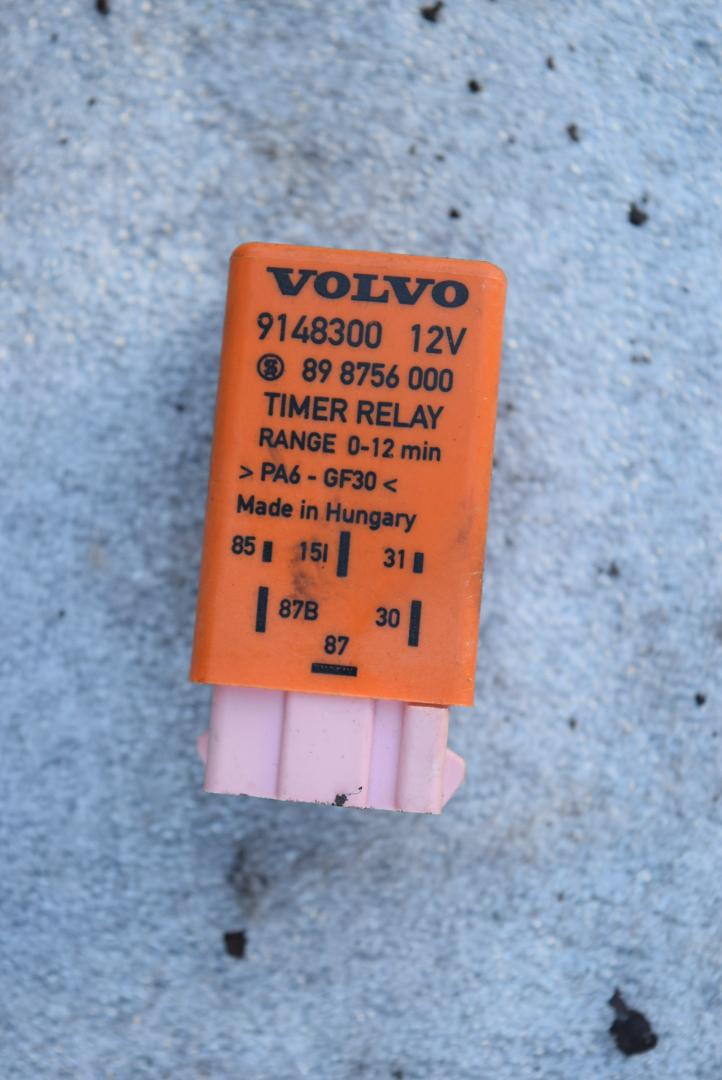 VOLVO
9148300 12V
89 8756 000
TIMER RELAY
RANGE 0-12 min
> PA6 - GF30 <
Made in Hungary
85 15I 31
87B 30
87